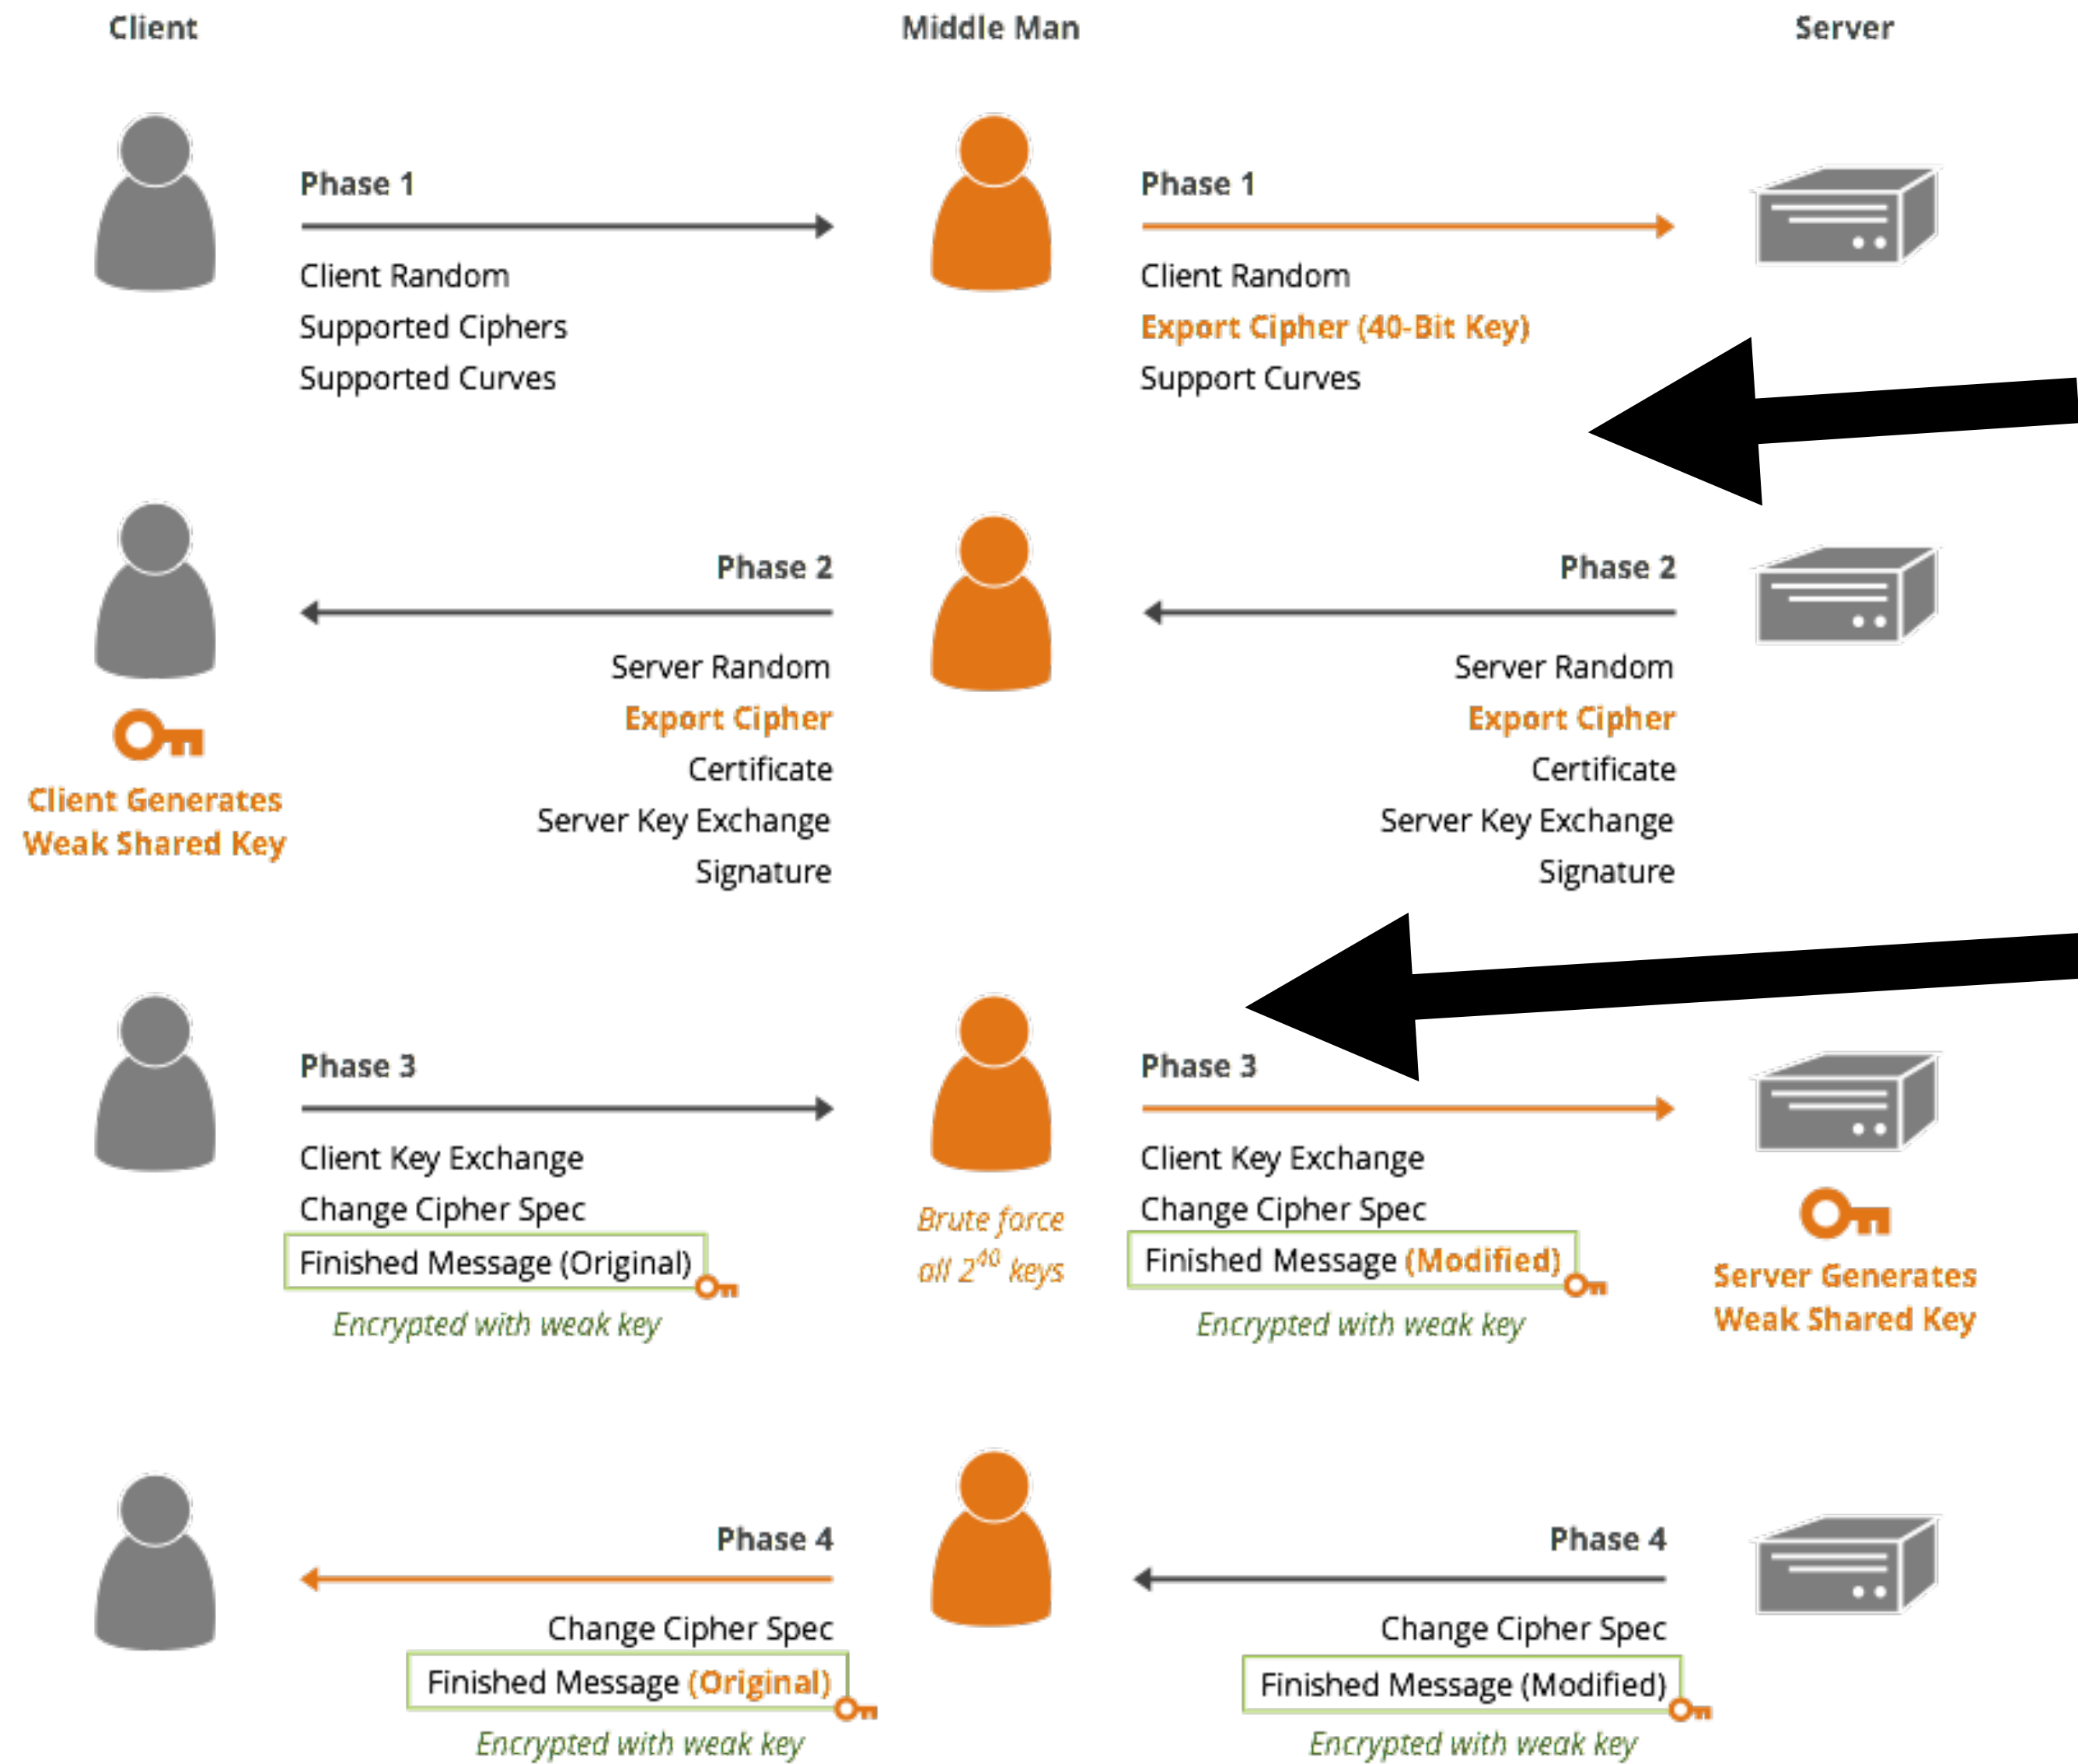 Client
Middle Man
Server
Phase 1
Client Random
Supported Ciphers
Supported Curves
Phase 1
Client Random
Export Cipher (40-Bit Key)
Support Curves
Client Generates
Weak Shared Key
Phase 2
Server Random
Export Cipher
Certificate
Server Key Exchange
Signature
Phase 2
Server Random
Export Cipher
Certificate
Server Key Exchange
Signature
Phase 3
Client Key Exchange
Change Cipher Spec
Finished Message (Original)
Encrypted with weak key
Brute force
all 2⁴⁰ keys
Phase 3
Client Key Exchange
Change Cipher Spec
Finished Message (Modified)
Encrypted with weak key
Server Generates
Weak Shared Key
Phase 4
Change Cipher Spec
Finished Message (Original)
Encrypted with weak key
Phase 4
Change Cipher Spec
Finished Message (Modified)
Encrypted with weak key